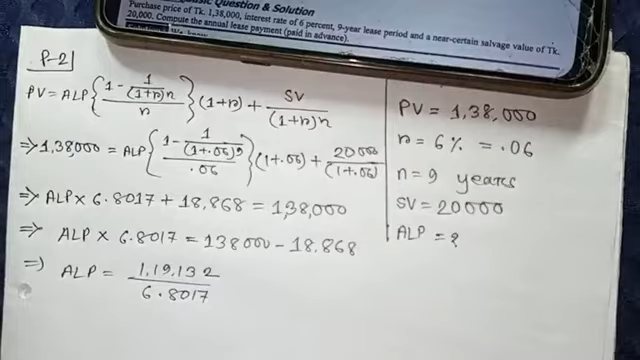 Question & Solution
Purchase price of Tk. 1,38,000, interest rate of 6 percent, 9-year lease period and a near-certain salvage value of Tk.
20,000. Compute the annual lease payment (paid in advance).
P-2
PV = ALP { (1 - 1/(1+r)n) / r } (1+r) + SV/(1+r)n
⇒ 1,38,000 = ALP { (1 - 1/(1+.06)9) / .06 } (1+.06) + 20000/(1+.06)
⇒ ALP × 6.8017 + 18,868 = 1,38,000
⇒ ALP × 6.8017 = 138000 - 18.868
⇒ ALP = 1,19,132 / 6.8017
PV = 1,38,000
r = 6% = .06
n = 9 years
SV = 20000
ALP = ?